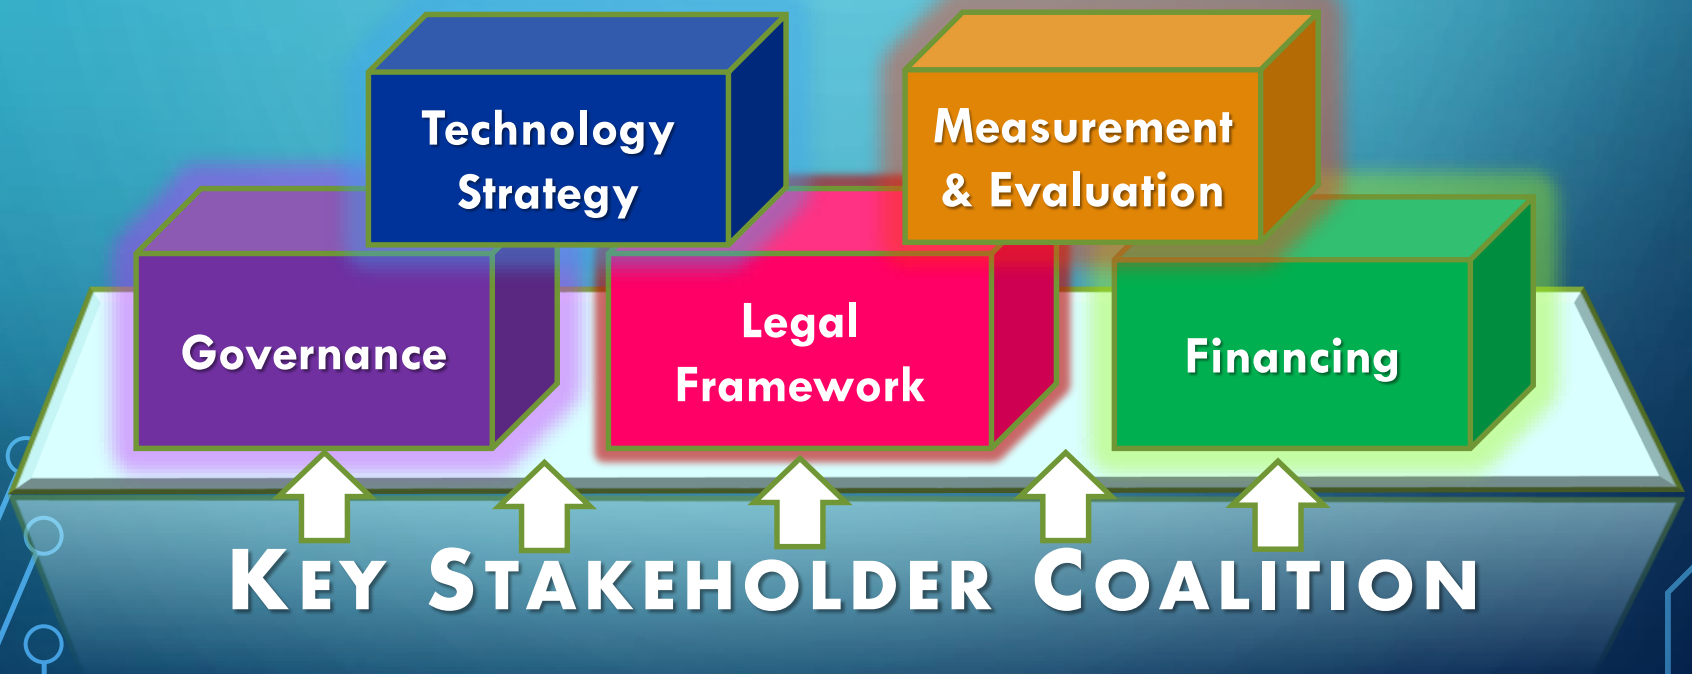 Technology
Strategy
Measurement
& Evaluation
Governance
Legal
Framework
Financing
KEY STAKEHOLDER COALITION